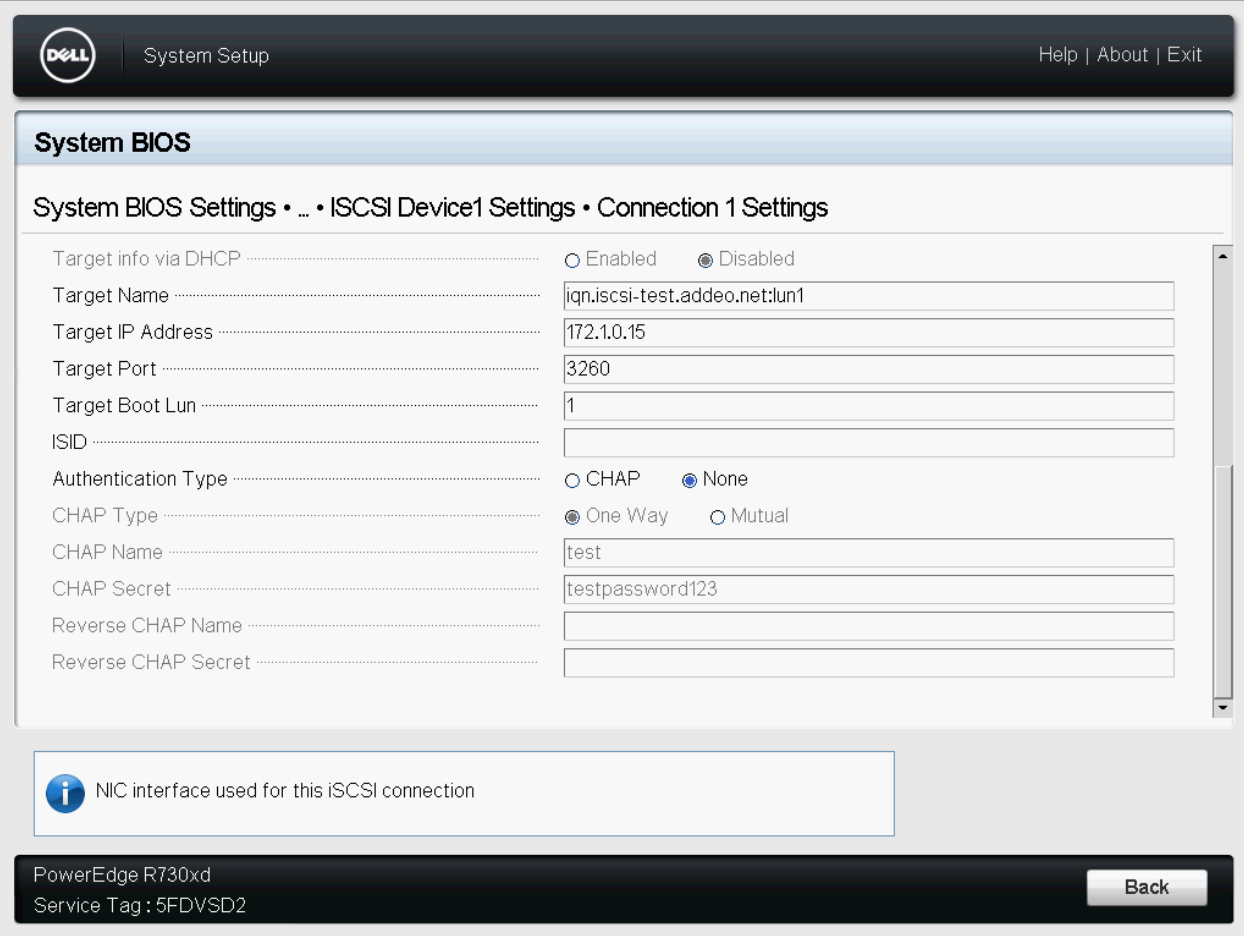 DELL System Setup Help | About | Exit
System BIOS
System BIOS Settings • ... • ISCSI Device1 Settings • Connection 1 Settings
Target info via DHCP Enabled Disabled
Target Name iqn.iscsi-test.addeo.net:lun1
Target IP Address 172.1.0.15
Target Port 3260
Target Boot Lun 1
ISID
Authentication Type CHAP None
CHAP Type One Way Mutual
CHAP Name test
CHAP Secret testpassword123
Reverse CHAP Name
Reverse CHAP Secret
i NIC interface used for this iSCSI connection
PowerEdge R730xd
Service Tag : 5FDVSD2
Back